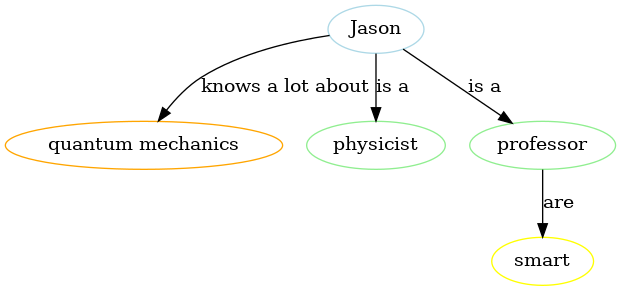 Jason
knows a lot about is a is a
quantum mechanics physicist professor
are
smart